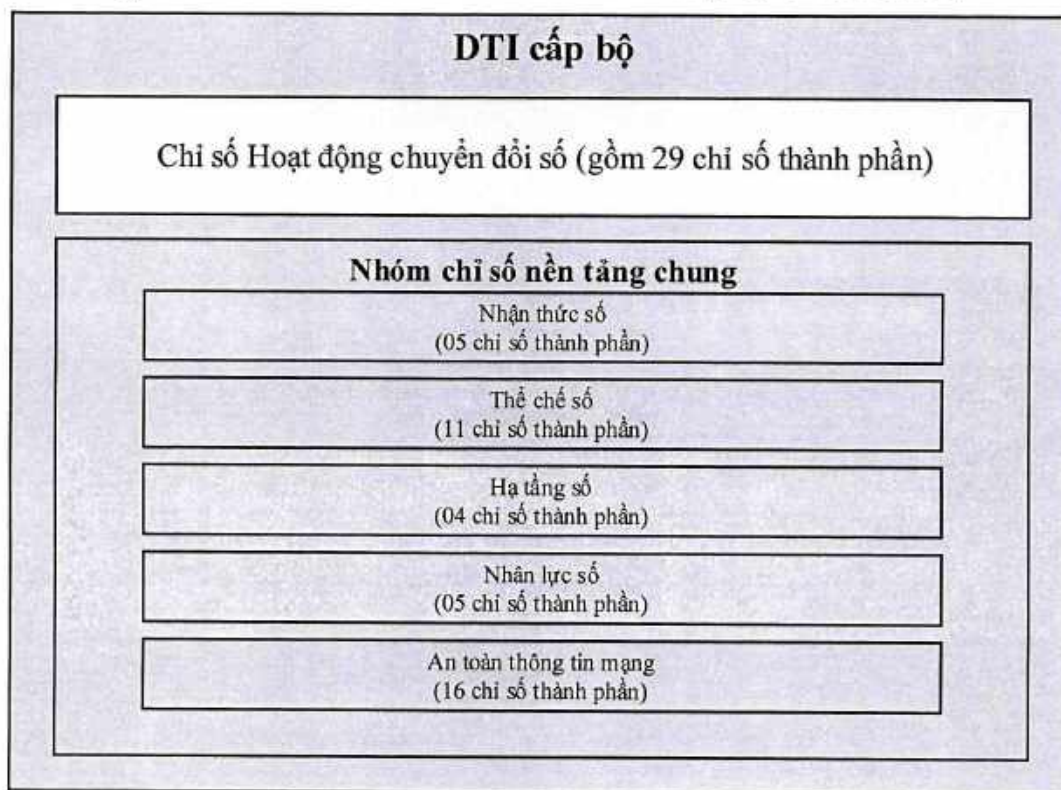 DTI cấp bộ
Chỉ số Hoạt động chuyển đổi số (gồm 29 chỉ số thành phần)
Nhóm chỉ số nền tảng chung
Nhận thức số
(05 chỉ số thành phần)
Thể chế số
(11 chỉ số thành phần)
Hạ tầng số
(04 chỉ số thành phần)
Nhân lực số
(05 chỉ số thành phần)
An toàn thông tin mạng
(16 chỉ số thành phần)